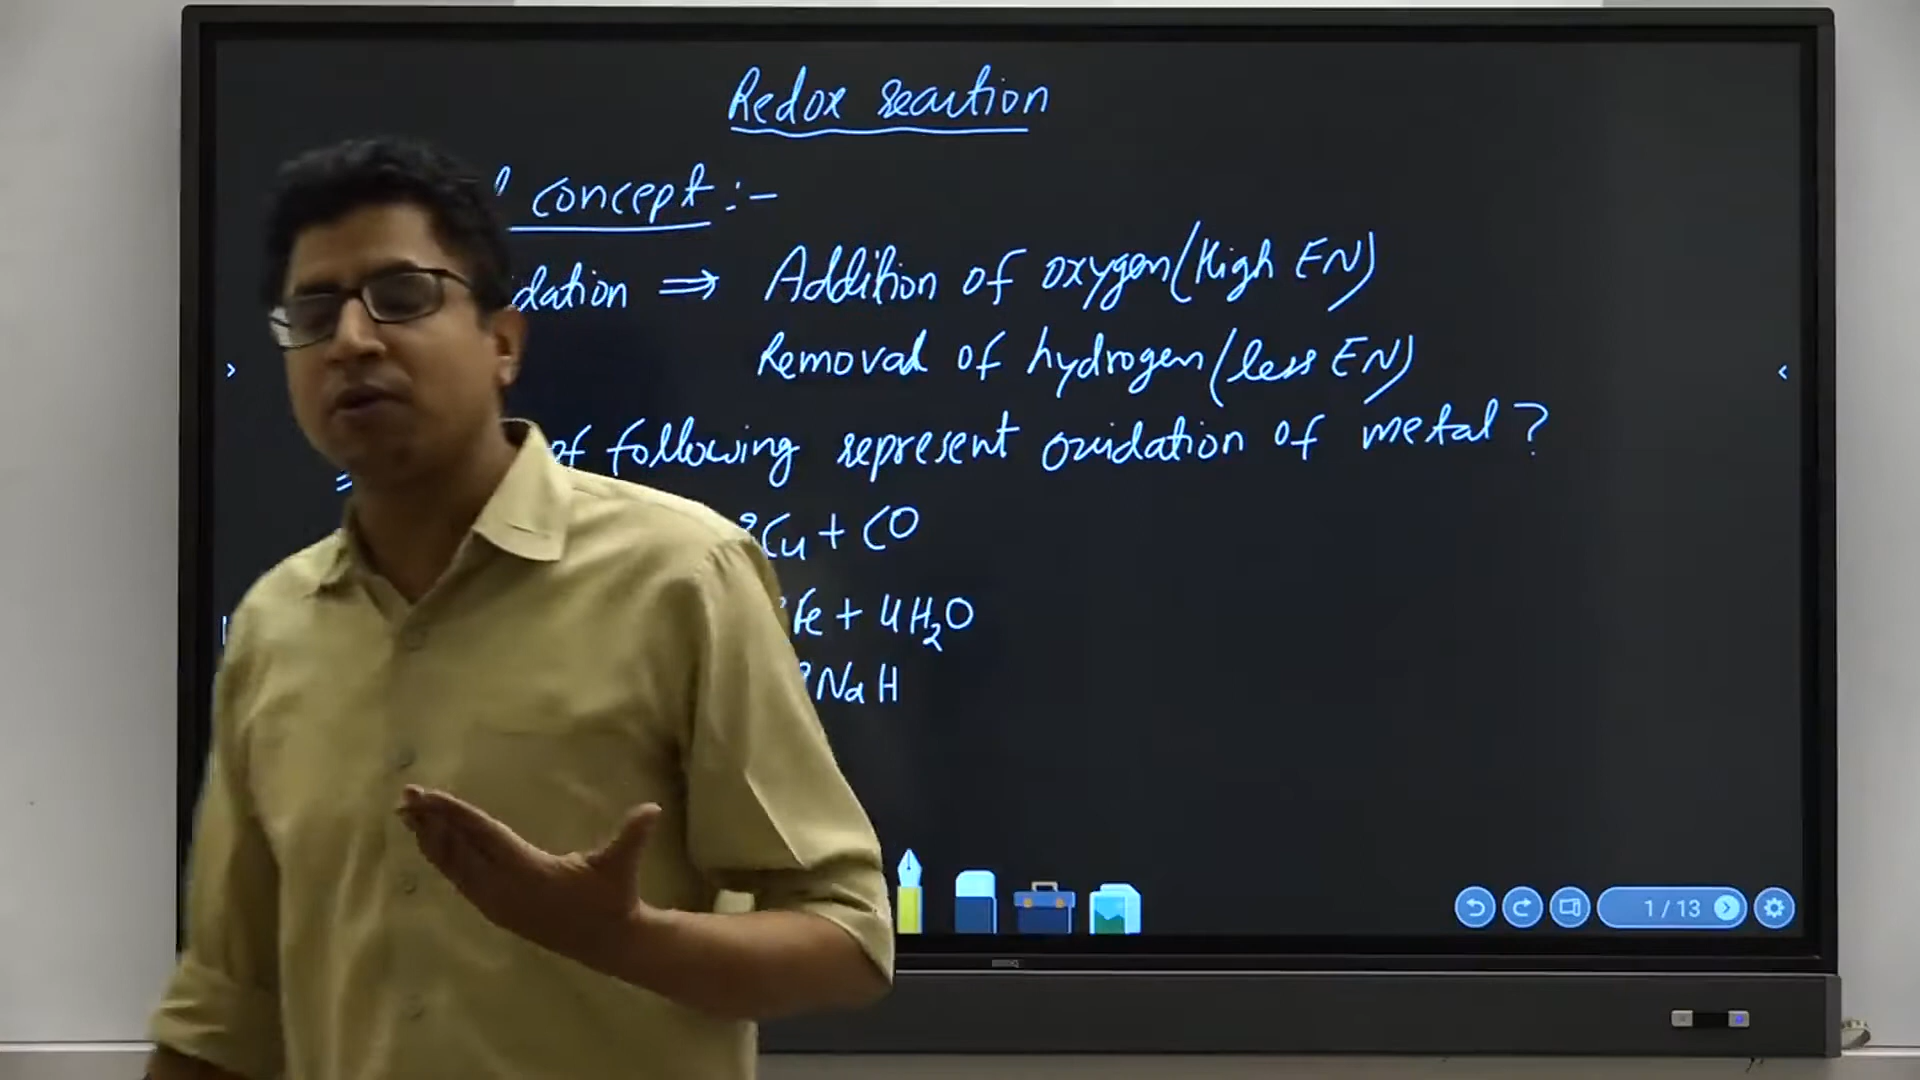 Redox reaction
concept :-
dation ⇒ Addition of oxygen (High EN)
Removal of hydrogen (less EN)
of following represent oxidation of metal ?
Cu + CO
Fe + 4H₂O
NaH
1 / 13